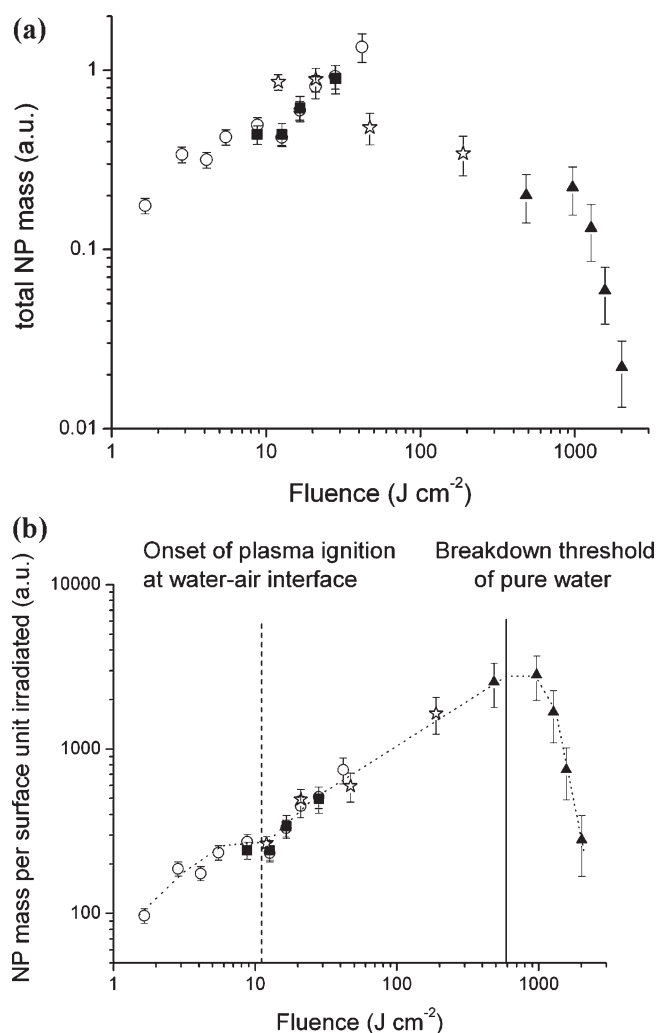 (a)
total NP mass (a.u.)
1
0.1
0.01
1 10 100 1000
Fluence (J cm⁻²)
(b)
Onset of plasma ignition
at water-air interface
Breakdown threshold
of pure water
NP mass per surface unit irradiated (a.u.)
10000
1000
100
1 10 100 1000
Fluence (J cm⁻²)